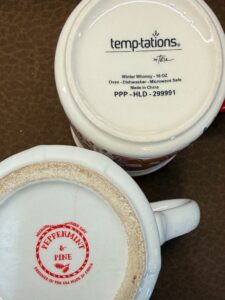 temp-tations®
by Tara
Winter Whimsy - 16 OZ
Oven - Dishwasher - Microwave Safe
Made in China
PPP - HLD - 299991
PEPPERMINT
&
PINE